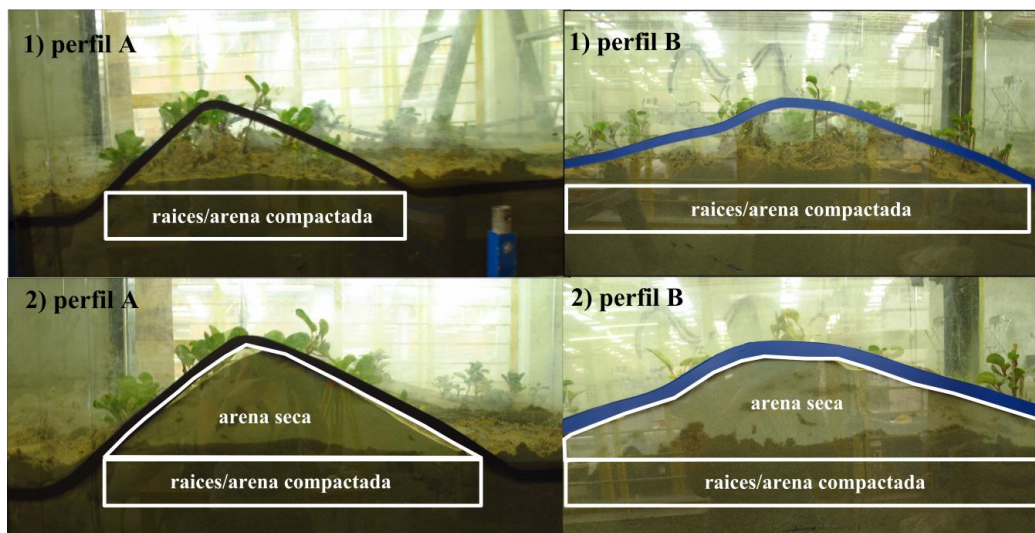 1) perfil A
1) perfil B
raices/arena compactada
raices/arena compactada
2) perfil A
2) perfil B
arena seca
arena seca
raices/arena compactada
raices/arena compactada